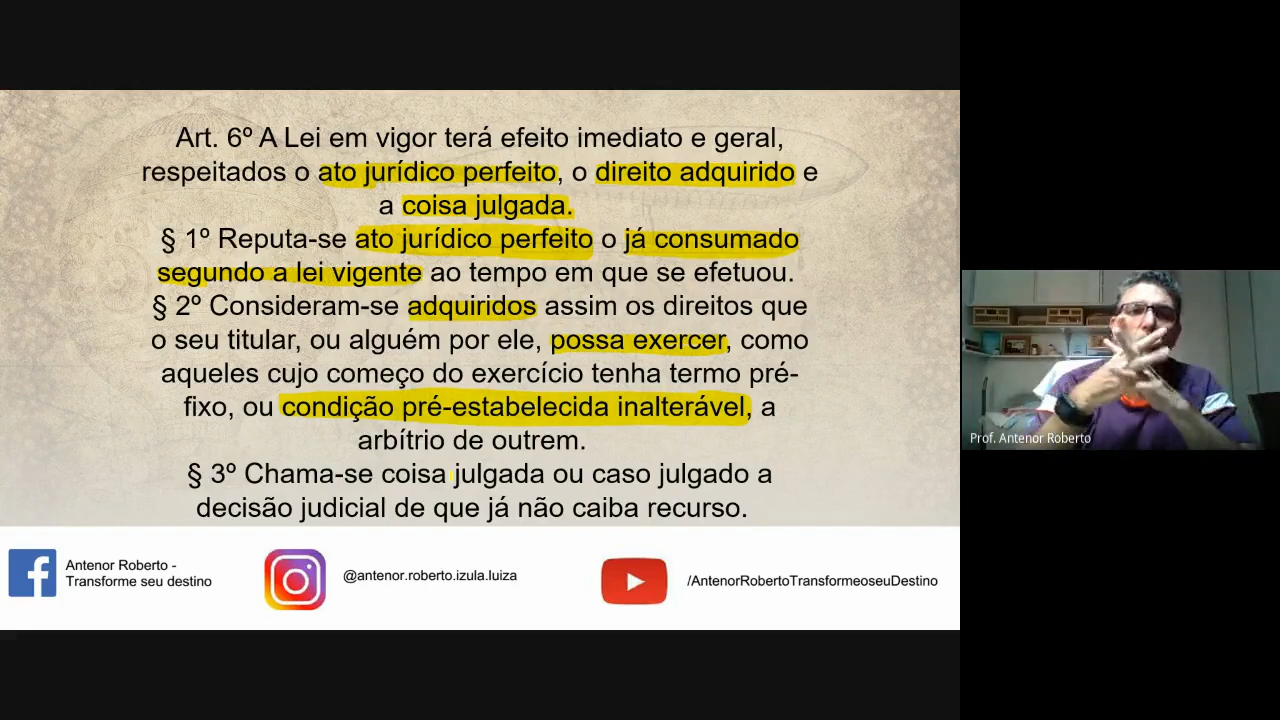 Art. 6º A Lei em vigor terá efeito imediato e geral,
respeitados o ato jurídico perfeito, o direito adquirido e
a coisa julgada.
§ 1º Reputa-se ato jurídico perfeito o já consumado
segundo a lei vigente ao tempo em que se efetuou.
§ 2º Consideram-se adquiridos assim os direitos que
o seu titular, ou alguém por ele, possa exercer, como
aqueles cujo começo do exercício tenha termo pré-
fixo, ou condição pré-estabelecida inalterável, a
arbítrio de outrem.
§ 3º Chama-se coisa julgada ou caso julgado a
decisão judicial de que já não caiba recurso.
Prof. Antenor Roberto
Antenor Roberto -
Transforme seu destino
@antenor.roberto.izula.luiza
/AntenorRobertoTransformeoseuDestino